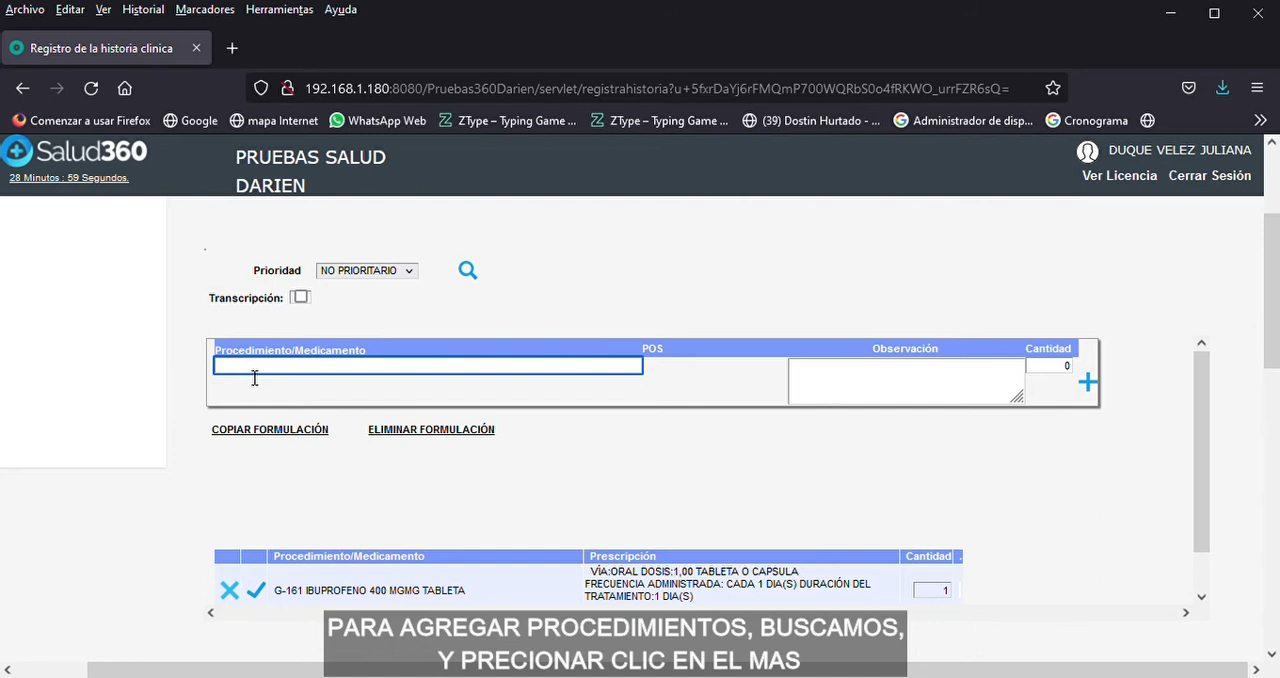 Archivo Editar Ver Historial Marcadores Herramientas Ayuda
Registro de la historia clinica
192.168.1.180:8080/Pruebas360Darien/servlet/registrahistoria?u+5fxrDaYj6rFMQmP700WQRbS0o4fRKWO_urrFZR6sQ=
Comenzar a usar Firefox Google mapa Internet WhatsApp Web ZType – Typing Game ... ZType – Typing Game ... (39) Dostin Hurtado - ... Administrador de disp... Cronograma
Salud360
28 Minutos : 59 Segundos.
PRUEBAS SALUD
DARIEN
DUQUE VELEZ JULIANA
Ver Licencia Cerrar Sesión
Prioridad NO PRIORITARIO
Transcripción:
Procedimiento/Medicamento POS Observación Cantidad
0
COPIAR FORMULACIÓN ELIMINAR FORMULACIÓN
Procedimiento/Medicamento Prescripción Cantidad .
G-161 IBUPROFENO 400 MGMG TABLETA
VÍA:ORAL DOSIS:1,00 TABLETA O CAPSULA
FRECUENCIA ADMINISTRADA: CADA 1 DIA(S) DURACIÓN DEL
TRATAMIENTO:1 DIA(S)
1
PARA AGREGAR PROCEDIMIENTOS, BUSCAMOS,
Y PRECIONAR CLIC EN EL MAS